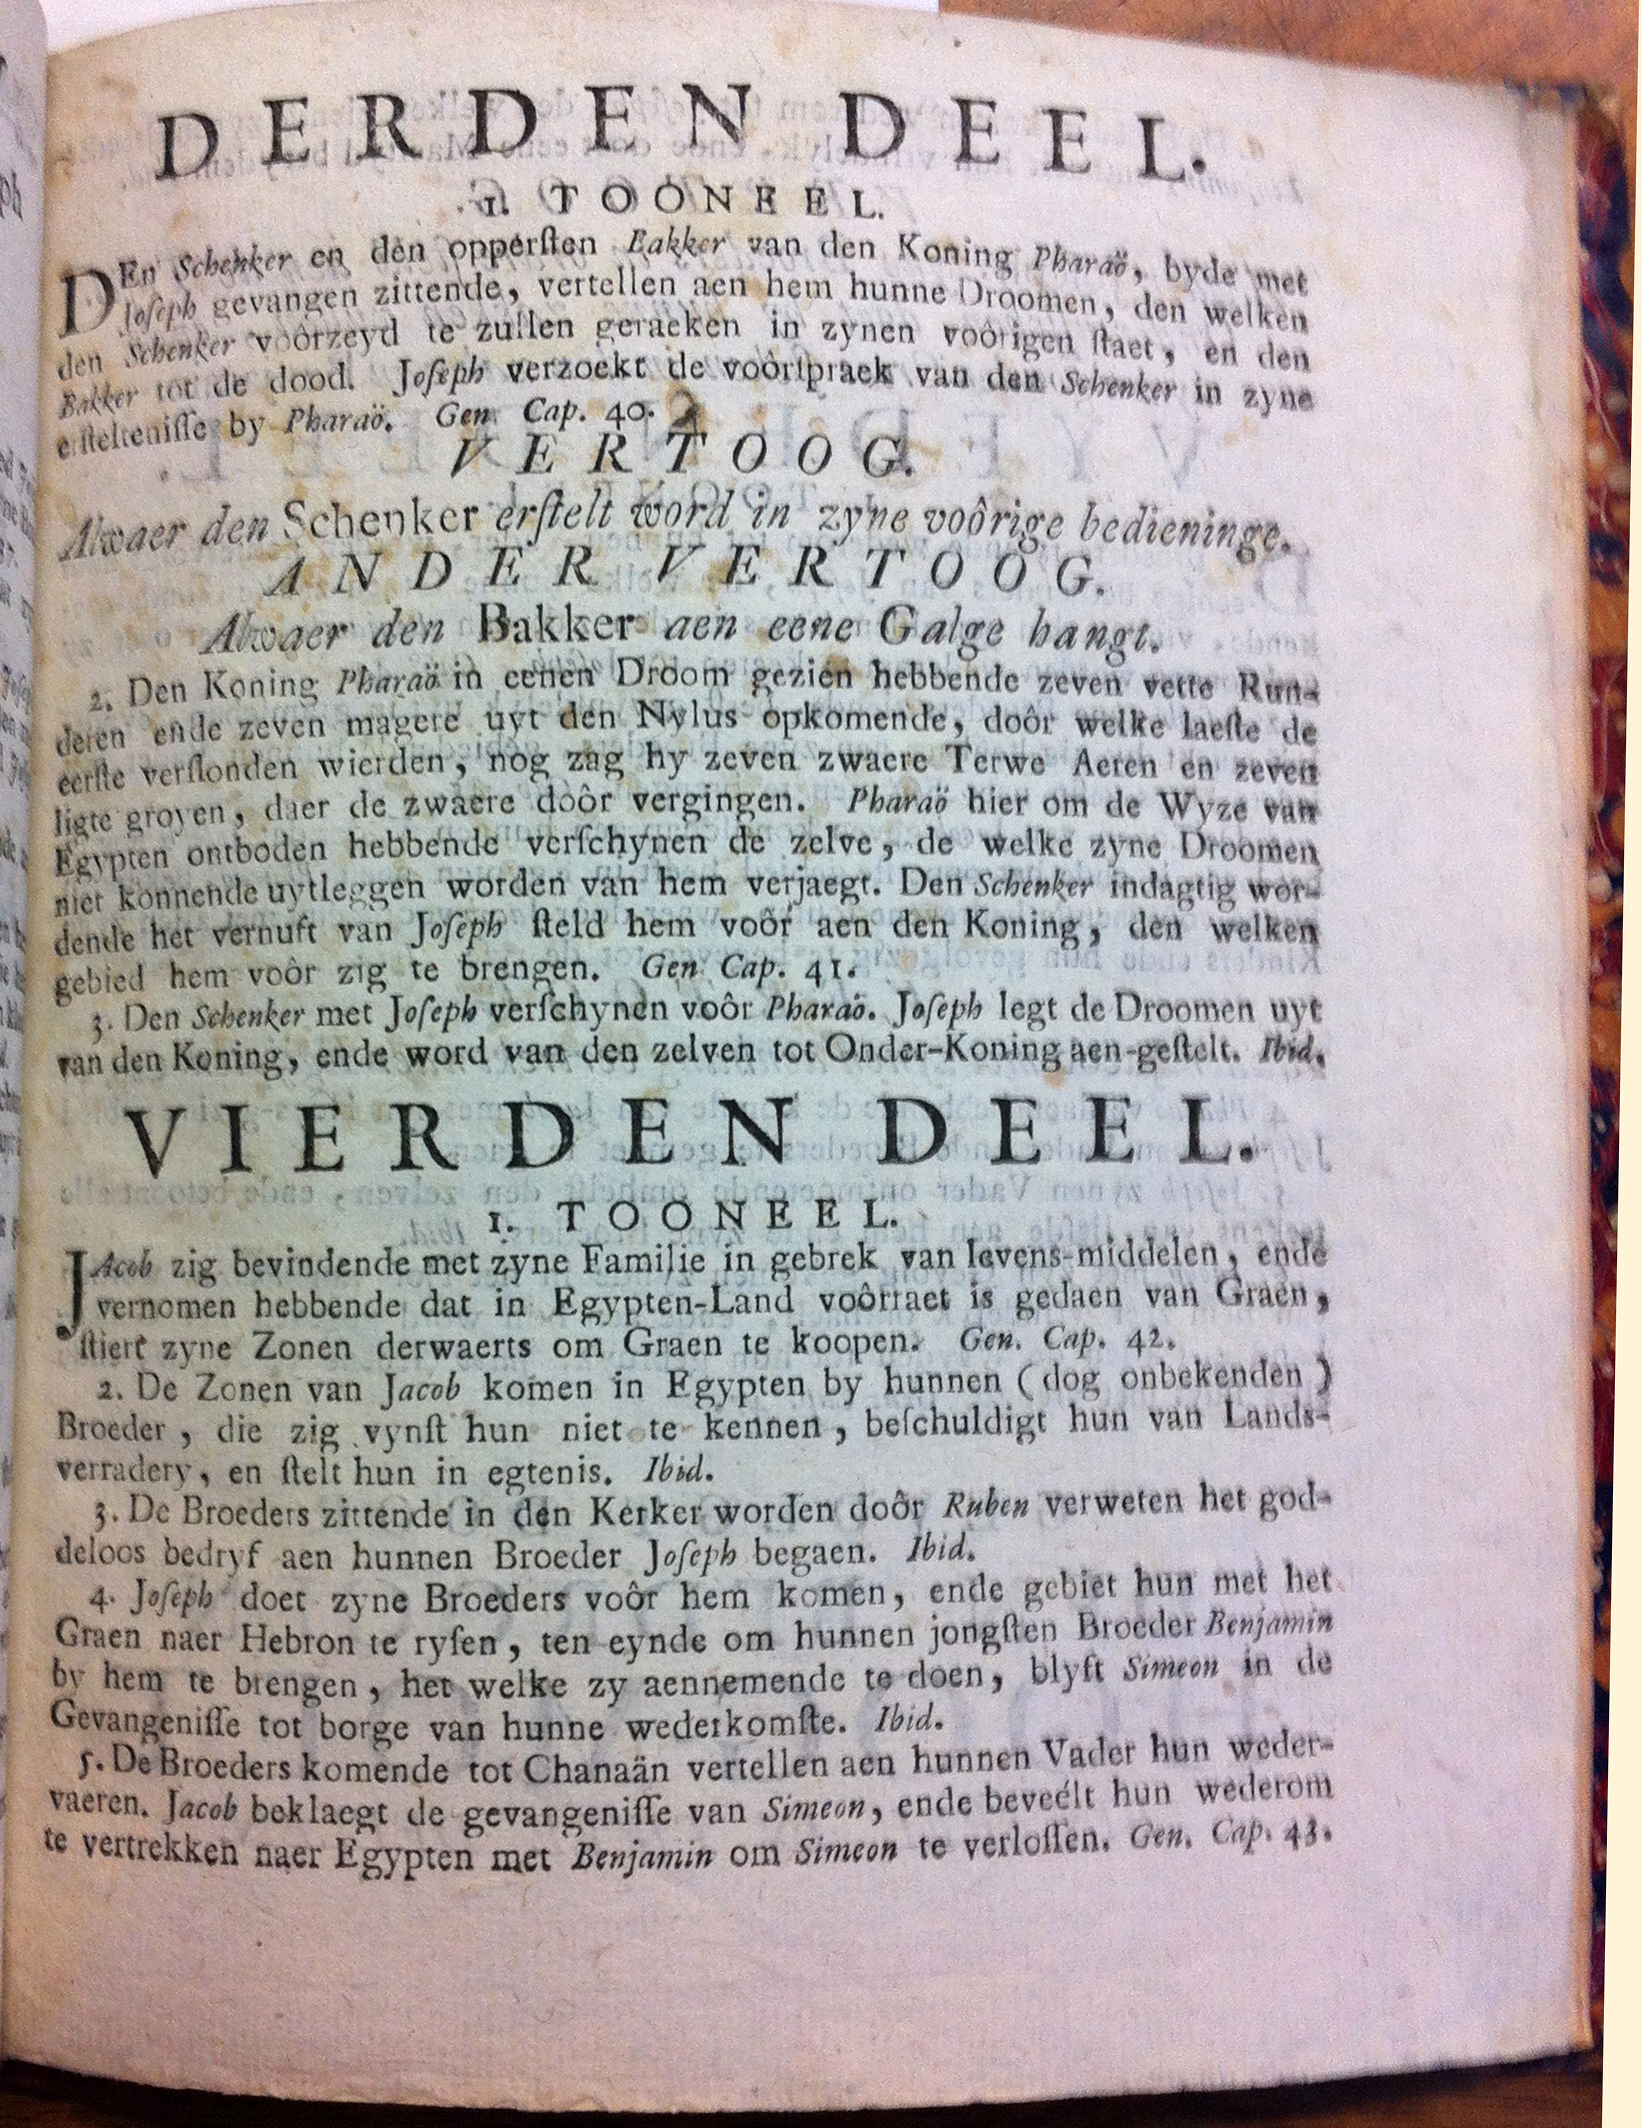 DERDEN DEEL.
1. TOONEEL.
DEn Schenker en den oppersten Bakker van den Koning Pharaö, byde met
Joseph gevangen zittende, vertellen aen hem hunne Droomen, den welken
den Schenker voôrzeyd te zullen geraeken in zynen voôrigen staet, en den
Bakker tot de dood. Joseph verzoekt de voôrspraek van den Schenker in zyne
erstelteniſſe by Pharaö. Gen. Cap. 40.
VERTOOG.
Alwaer den Schenker erſtelt word in zyne voôrige bedieninge.
ANDER VERTOOG.
Alwaer den Bakker aen eene Galge hangt.
2. Den Koning Pharaö in eenen Droom gezien hebbende zeven vette Run-
deren ende zeven magere uyt den Nylus opkomende, doôr welke laeſte de
eerſte verſlonden wierden, nog zag hy zeven zwaere Terwe Aeren en zeven
ligte groyen, daer de zwaere doôr vergingen. Pharaö hier om de Wyze van
Egypten ontboden hebbende verſchynen de zelve, de welke zyne Droomen
niet konnende uytleggen worden van hem verjaegt. Den Schenker indagtig wor-
dende het vernuft van Joſeph ſteld hem voôr aen den Koning, den welken
gebied hem voôr zig te brengen. Gen. Cap. 41.
3. Den Schenker met Joſeph verſchynen voôr Pharaö. Joſeph legt de Droomen uyt
van den Koning, ende word van den zelven tot Onder-Koning aen-geſtelt. Ibid.
VIERDEN DEEL.
1. TOONEEL.
JAcob zig bevindende met zyne Familie in gebrek van levens-middelen, ende
vernomen hebbende dat in Egypten-Land voôrraet is gedaen van Graen,
ſtiert zyne Zonen derwaerts om Graen te koopen. Gen. Cap. 42.
2. De Zonen van Jacob komen in Egypten by hunnen (dog onbekenden)
Broeder, die zig vynſt hun niet te kennen, beſchuldigt hun van Lands-
verradery, en ſtelt hun in egtenis. Ibid.
3. De Broeders zittende in den Kerker worden doôr Ruben verweten het god-
deloos bedryf aen hunnen Broeder Joſeph begaen. Ibid.
4. Joſeph doet zyne Broeders voôr hem komen, ende gebiet hun met het
Graen naer Hebron te ryſen, ten eynde om hunnen jongſten Broeder Benjamin
by hem te brengen, het welke zy aennemende te doen, blyft Simeon in de
Gevangeniſſe tot borge van hunne wederkomſte. Ibid.
5. De Broeders komende tot Chanaän vertellen aen hunnen Vader hun weder-
vaeren. Jacob beklaegt de gevangeniſſe van Simeon, ende beveélt hun wederom
te vertrekken naer Egypten met Benjamin om Simeon te verloſſen. Gen. Cap. 43.